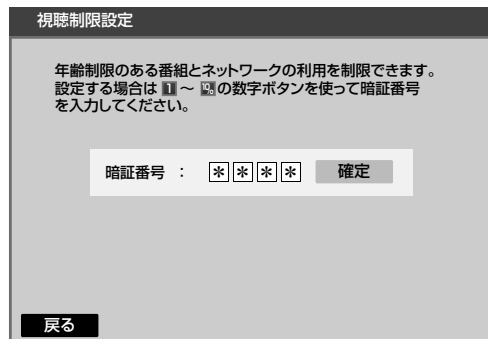 視聴制限設定
年齢制限のある番組とネットワークの利用を制限できます。
設定する場合は 1 ~ 10 の数字ボタンを使って暗証番号
を入力してください。
暗証番号 : ＊ ＊ ＊ ＊ 確定
戻る